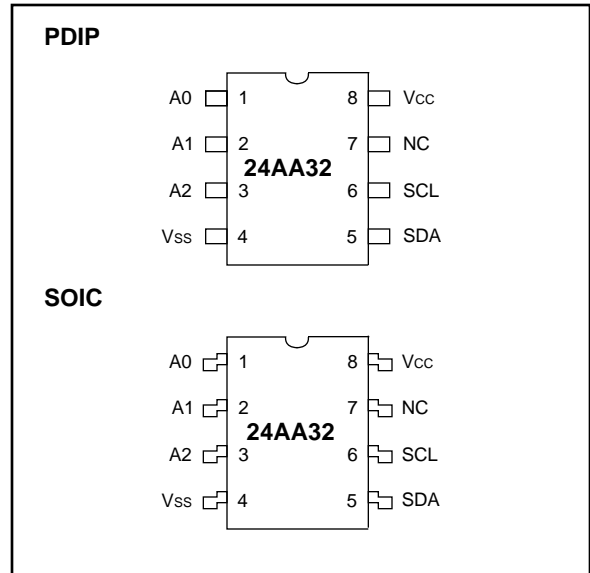 PDIP
A0 1 8 Vcc
A1 2 7 NC
24AA32
A2 3 6 SCL
Vss 4 5 SDA
SOIC
A0 1 8 Vcc
A1 2 7 NC
24AA32
A2 3 6 SCL
Vss 4 5 SDA